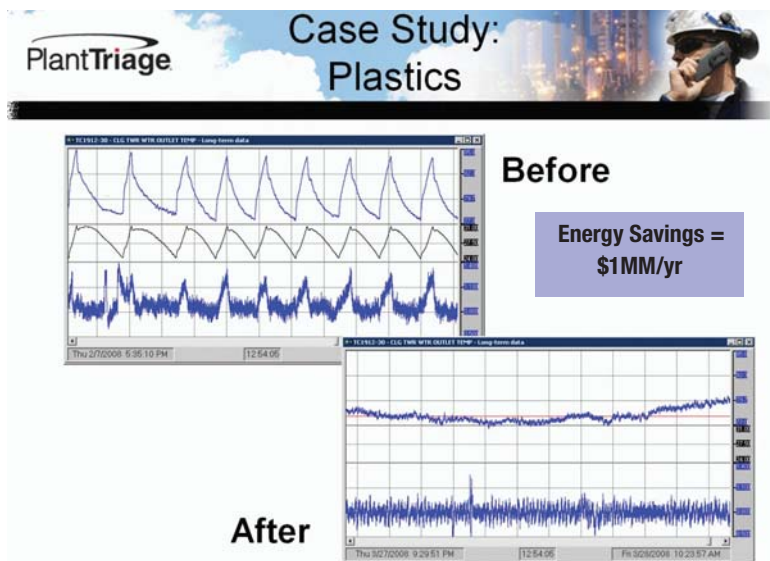 PlantTriage
Case Study:
Plastics
TC1912-30 - CLG TWR WTR OUTLET TEMP - Long-term data
Before
Energy Savings =
$1MM/yr
Thu 2/7/2008 5:35:10 PM
12:54:05
TC1912-30 - CLG TWR WTR OUTLET TEMP - Long-term data
After
Thu 3/27/2008 9:29:51 PM
12:54:05
Fri 3/28/2008 10:23:57 AM